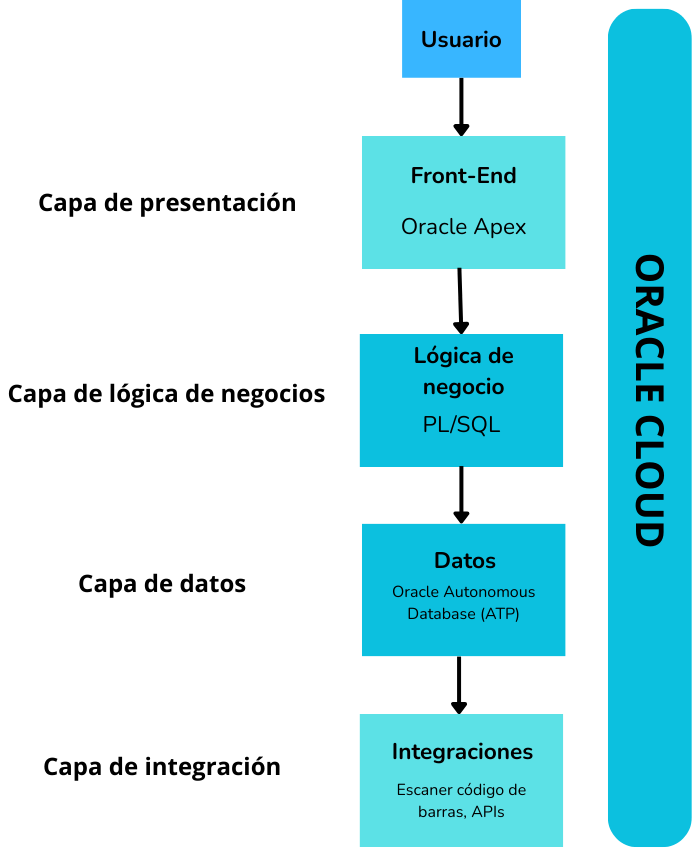 Usuario
Capa de presentación
Front-End
Oracle Apex
Capa de lógica de negocios
Lógica de
negocio
PL/SQL
Capa de datos
Datos
Oracle Autonomous
Database (ATP)
Capa de integración
Integraciones
Escaner código de
barras, APIs
ORACLE CLOUD